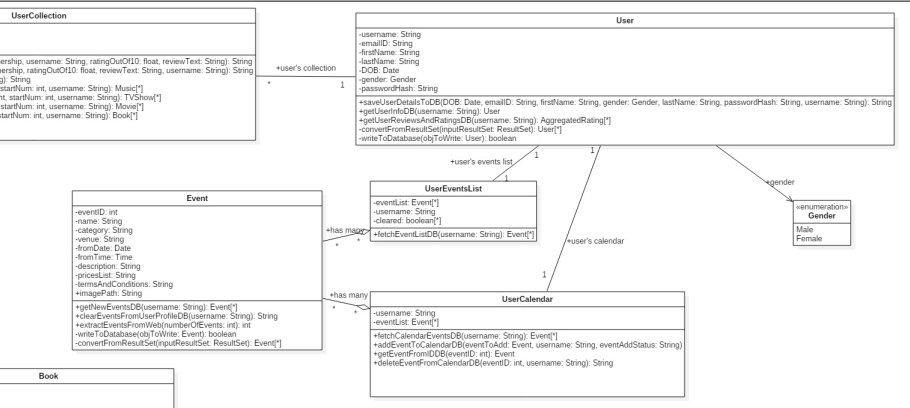 UserCollection
ership, username: String, ratingOutOf10: float, reviewText: String): String
nership, ratingOutOf10: float, reviewText: String, username: String): String
g): String
startNum: int, username: String): Music[*]
nt, startNum: int, username: String): TVShow[*]
startNum: int, username: String): Movie[*]
startNum: int, username: String): Book[*]
+user's collection
*
1
User
-username: String
-emailID: String
-firstName: String
-lastName: String
-DOB: Date
-gender: Gender
-passwordHash: String
+saveUserDetailsToDB(DOB: Date, emailID: String, firstName: String, gender: Gender, lastName: String, passwordHash: String, username: String): String
+getUserInfoDB(username: String): User
+getUserReviewsAndRatingsDB(username: String): AggregatedRating[*]
-convertFromResultSet(inputResultSet: ResultSet): User[*]
-writeToDatabase(objToWrite: User): boolean
+user's events list
1
1
1
+gender
«enumeration»
Gender
Male
Female
UserEventsList
-eventList: Event[*]
-username: String
-cleared: boolean[*]
+fetchEventListDB(username: String): Event[*]
Event
-eventID: int
-name: String
-category: String
-venue: String
-fromDate: Date
-fromTime: Time
-description: String
-pricesList: String
-termsAndConditions: String
+imagePath: String
+getNewEventsDB(username: String): Event[*]
+clearEventsFromUserProfileDB(username: String): String
+extractEventsFromWeb(numberOfEvents: int): int
-writeToDatabase(objToWrite: Event): boolean
-convertFromResultSet(inputResultSet: ResultSet): Event[*]
+has many
*
*
+user's calendar
1
+has many
*
*
UserCalendar
-username: String
-eventList: Event[*]
+fetchCalendarEventsDB(username: String): Event[*]
+addEventToCalendarDB(eventToAdd: Event, username: String, eventAddStatus: String)
+getEventFromIDDB(eventID: int): Event
+deleteEventFromCalendarDB(eventID: int, username: String): String
Book